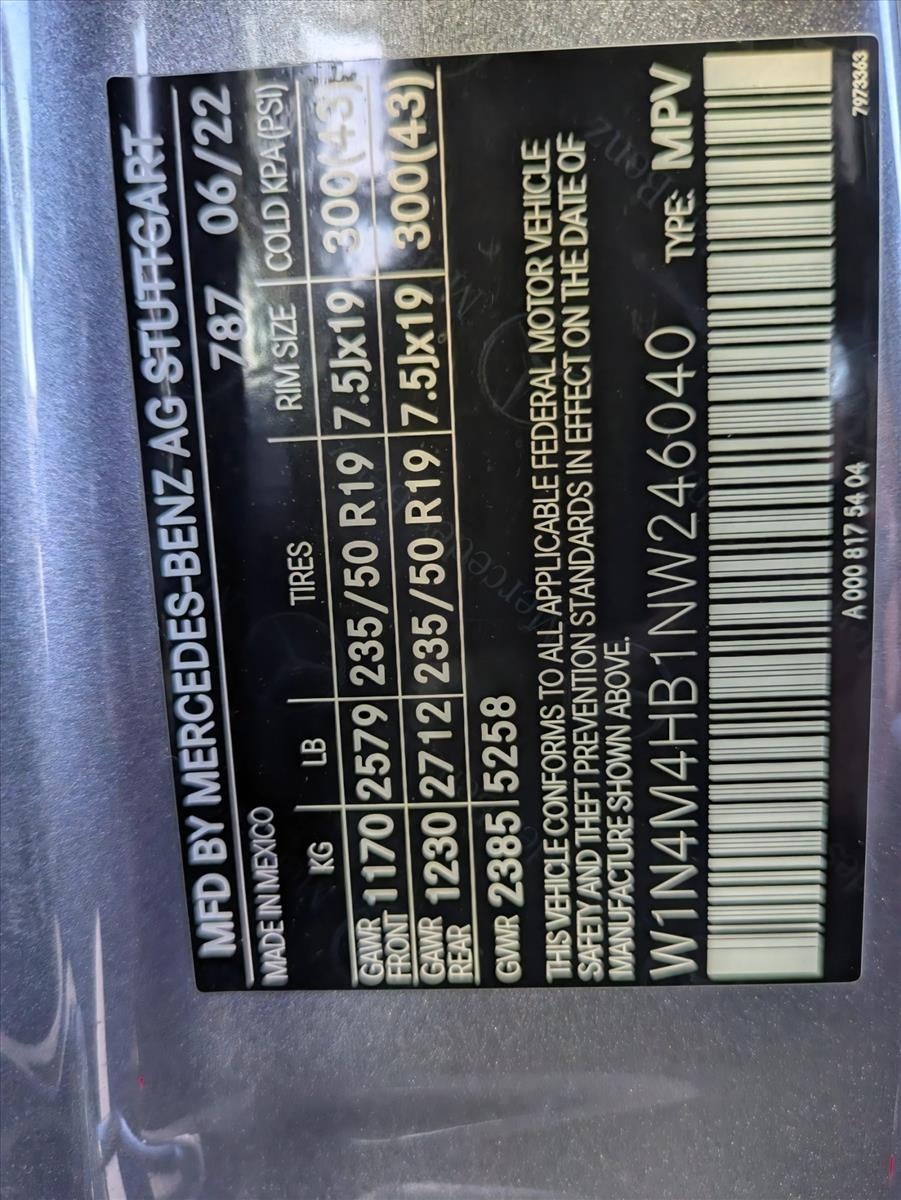 MFD BY MERCEDES-BENZ AG STUTTGART
MADE IN MEXICO 787 06/22
KG LB TIRES RIM SIZE COLD KPA(PSI)
GAWR FRONT 1170 2579 235/50 R19 7.5Jx19 300(43)
GAWR REAR 1230 2712 235/50 R19 7.5Jx19 300(43)
GVWR 2385 5258
THIS VEHICLE CONFORMS TO ALL APPLICABLE FEDERAL MOTOR VEHICLE
SAFETY AND THEFT PREVENTION STANDARDS IN EFFECT ON THE DATE OF
MANUFACTURE SHOWN ABOVE.
W1N4M4HB1NW246040 TYPE: MPV
A 000 817 54 04 7973363